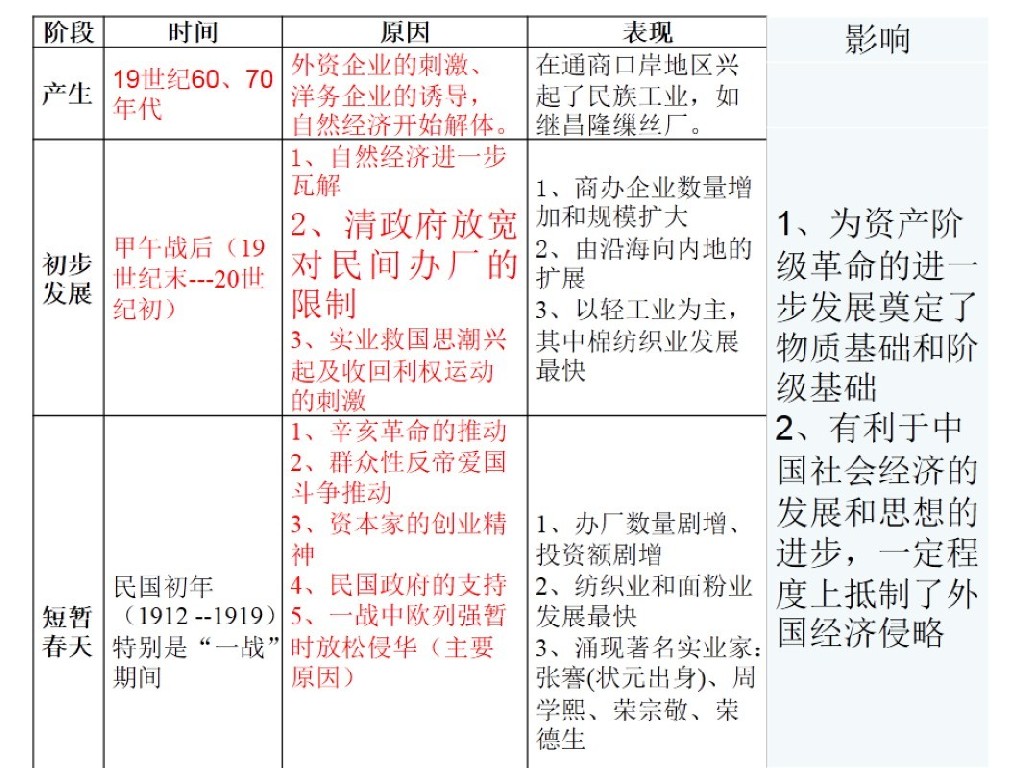 阶段
时间
原因
表现
影响
产生
19世纪60、70
年代
外资企业的刺激、
洋务企业的诱导，
自然经济开始解体。
在通商口岸地区兴
起了民族工业，如
继昌隆缫丝厂。
初步
发展
甲午战后（19
世纪末---20世
纪初）
1、自然经济进一步
瓦解
2、清政府放宽
对民间办厂的
限制
3、实业救国思潮兴
起及收回利权运动
的刺激
1、商办企业数量增
加和规模扩大
2、由沿海向内地的
扩展
3、以轻工业为主，
其中棉纺织业发展
最快
短暂
春天
民国初年
（1912 --1919）
特别是“一战”
期间
1、辛亥革命的推动
2、群众性反帝爱国
斗争推动
3、资本家的创业精
神
4、民国政府的支持
5、一战中欧列强暂
时放松侵华（主要
原因）
1、办厂数量剧增、
投资额剧增
2、纺织业和面粉业
发展最快
3、涌现著名实业家：
张謇(状元出身)、周
学熙、荣宗敬、荣
德生
1、为资产阶
级革命的进一
步发展奠定了
物质基础和阶
级基础
2、有利于中
国社会经济的
发展和思想的
进步，一定程
度上抵制了外
国经济侵略